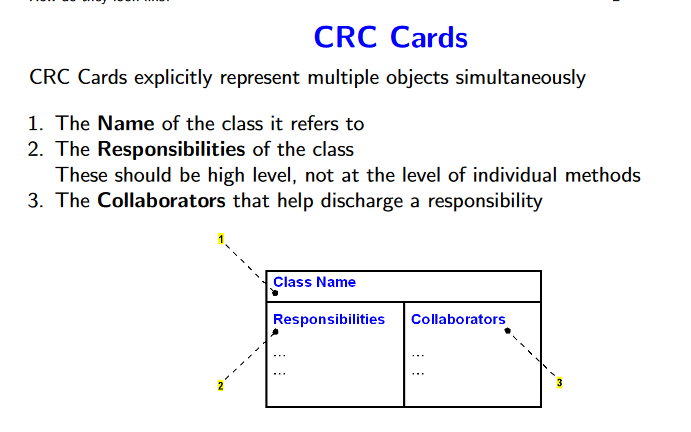 CRC Cards
CRC Cards explicitly represent multiple objects simultaneously
1. The Name of the class it refers to
2. The Responsibilities of the class
These should be high level, not at the level of individual methods
3. The Collaborators that help discharge a responsibility
1
Class Name
Responsibilities
Collaborators
...
...
...
...
2
3